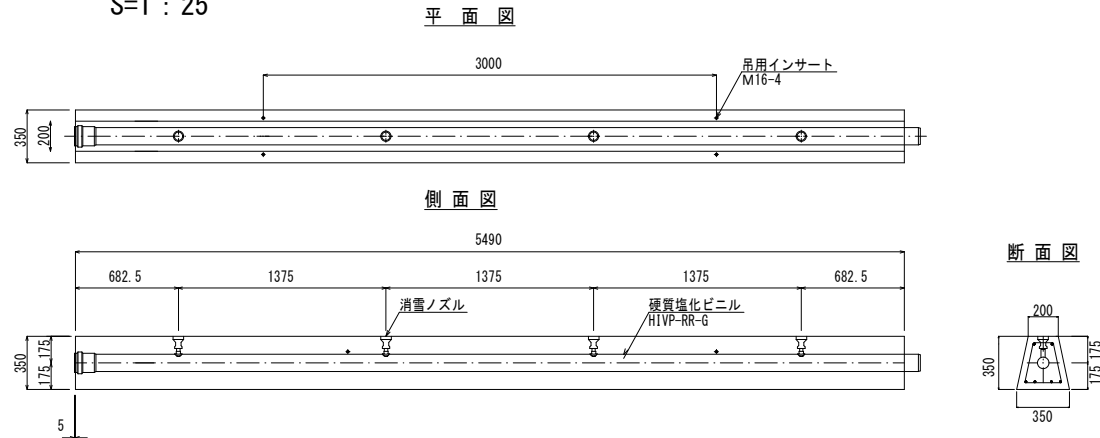 S=1：25
平 面 図
3000
吊用インサート
M16-4
350
200
側 面 図
5490
682.5
1375
1375
1375
682.5
消雪ノズル
硬質塩化ビニル
HIVP-RR-G
350
175
175
5
断 面 図
200
350
175
175
350